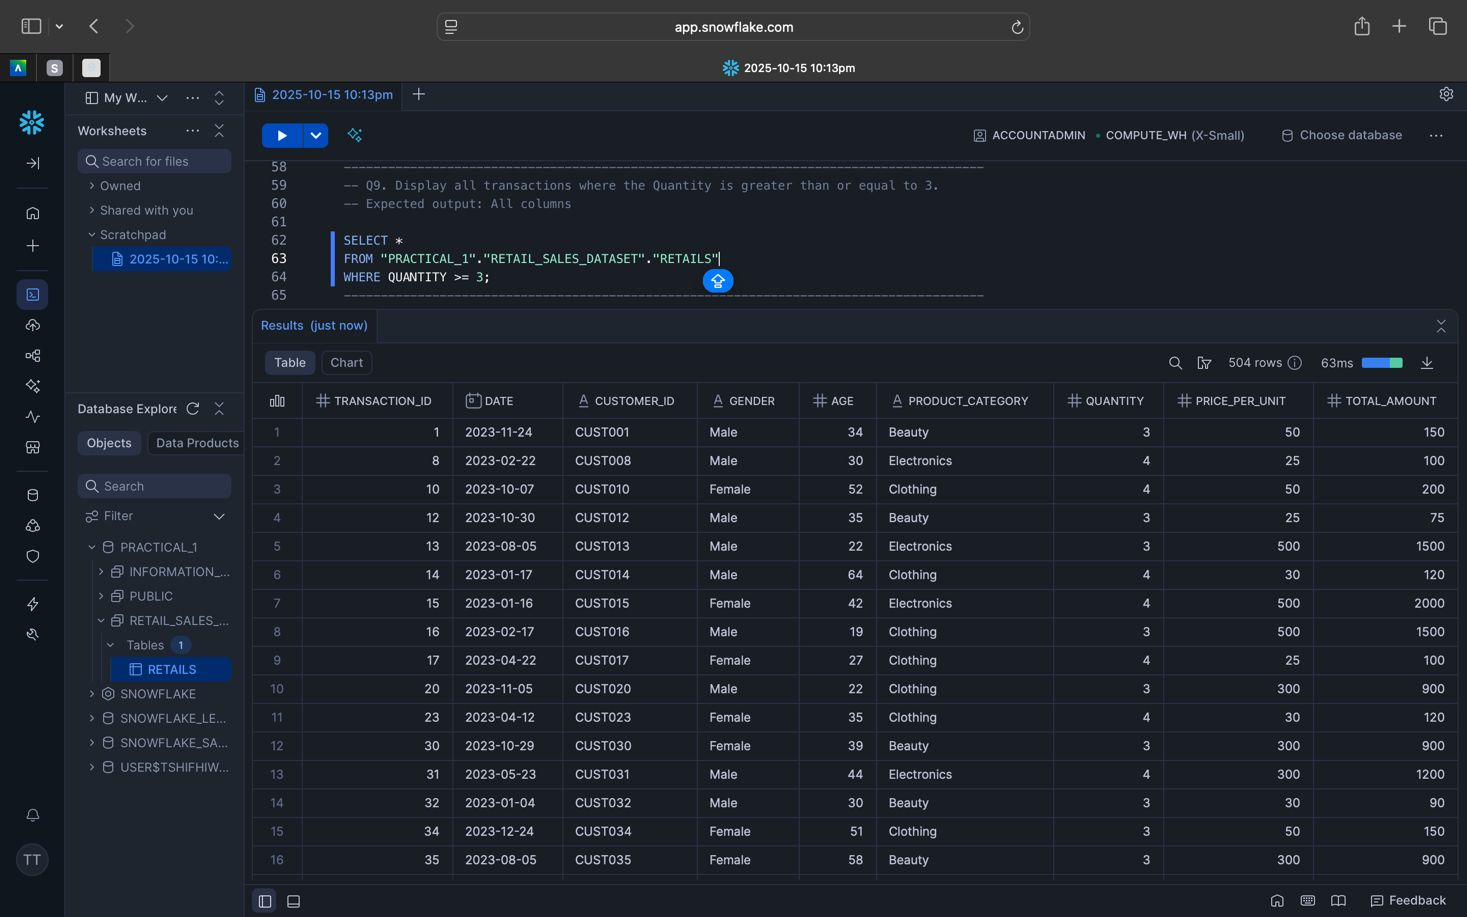 app.snowflake.com
S
2025-10-15 10:13pm
My W...
2025-10-15 10:13pm
Worksheets
Search for files
Owned
Shared with you
Scratchpad
2025-10-15 10:...
ACCOUNTADMIN
COMPUTE_WH (X-Small)
Choose database
58 ---------------------------------------------------------------------------------------
59 -- Q9. Display all transactions where the Quantity is greater than or equal to 3.
60 -- Expected output: All columns
61
62 SELECT *
63 FROM "PRACTICAL_1"."RETAIL_SALES_DATASET"."RETAILS"
64 WHERE QUANTITY >= 3;
65 ---------------------------------------------------------------------------------------
Results (just now)
Table Chart
504 rows
63ms
TRANSACTION_ID DATE CUSTOMER_ID GENDER AGE PRODUCT_CATEGORY QUANTITY PRICE_PER_UNIT TOTAL_AMOUNT
1 1 2023-11-24 CUST001 Male 34 Beauty 3 50 150
2 8 2023-02-22 CUST008 Male 30 Electronics 4 25 100
3 10 2023-10-07 CUST010 Female 52 Clothing 4 50 200
4 12 2023-10-30 CUST012 Male 35 Beauty 3 25 75
5 13 2023-08-05 CUST013 Male 22 Electronics 3 500 1500
6 14 2023-01-17 CUST014 Male 64 Clothing 4 30 120
7 15 2023-01-16 CUST015 Female 42 Electronics 4 500 2000
8 16 2023-02-17 CUST016 Male 19 Clothing 3 500 1500
9 17 2023-04-22 CUST017 Female 27 Clothing 4 25 100
10 20 2023-11-05 CUST020 Male 22 Clothing 3 300 900
11 23 2023-04-12 CUST023 Female 35 Clothing 4 30 120
12 30 2023-10-29 CUST030 Female 39 Beauty 3 300 900
13 31 2023-05-23 CUST031 Male 44 Electronics 4 300 1200
14 32 2023-01-04 CUST032 Male 30 Beauty 3 30 90
15 34 2023-12-24 CUST034 Female 51 Clothing 3 50 150
16 35 2023-08-05 CUST035 Female 58 Beauty 3 300 900
Database Explore
Objects Data Products
Search
Filter
PRACTICAL_1
INFORMATION_...
PUBLIC
RETAIL_SALES_...
Tables 1
RETAILS
SNOWFLAKE
SNOWFLAKE_LE...
SNOWFLAKE_SA...
USER$TSHIFHIW...
TT
Feedback